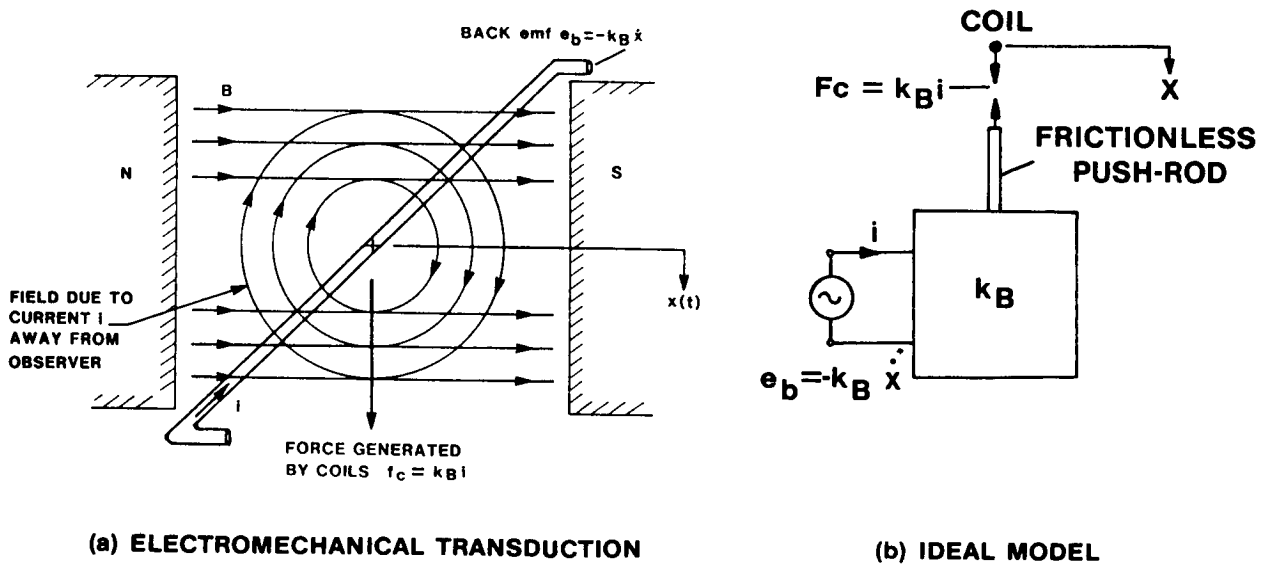 BACK emf e_b=-k_B ẋ
B
N
S
x(t)
FIELD DUE TO
CURRENT i
AWAY FROM
OBSERVER
i
FORCE GENERATED
BY COILS f_c = k_B i
(a) ELECTROMECHANICAL TRANSDUCTION
COIL
Fc = k_B i
X
FRICTIONLESS
PUSH-ROD
i
k_B
e_b=-k_B ẍ
(b) IDEAL MODEL